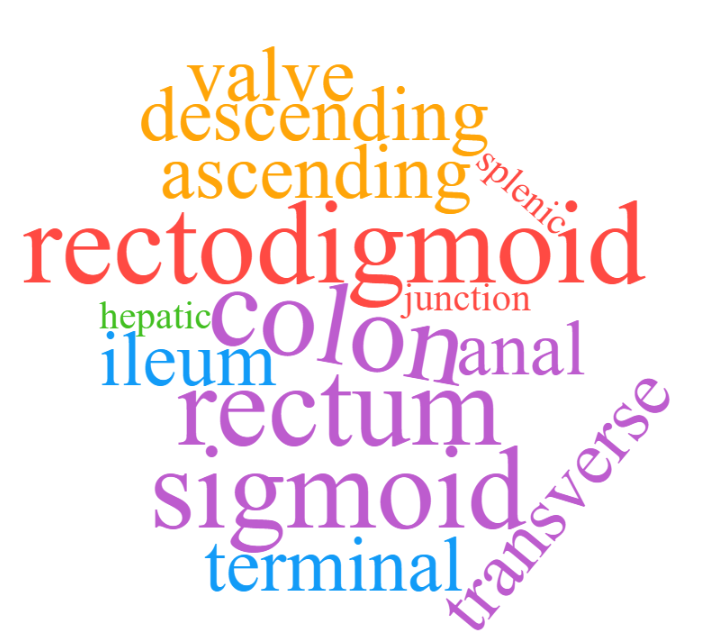 valve
descending
ascending
splenic
rectodigmoid
junction
hepatic
colon
anal
ileum
rectum
transverse
sigmoid
terminal